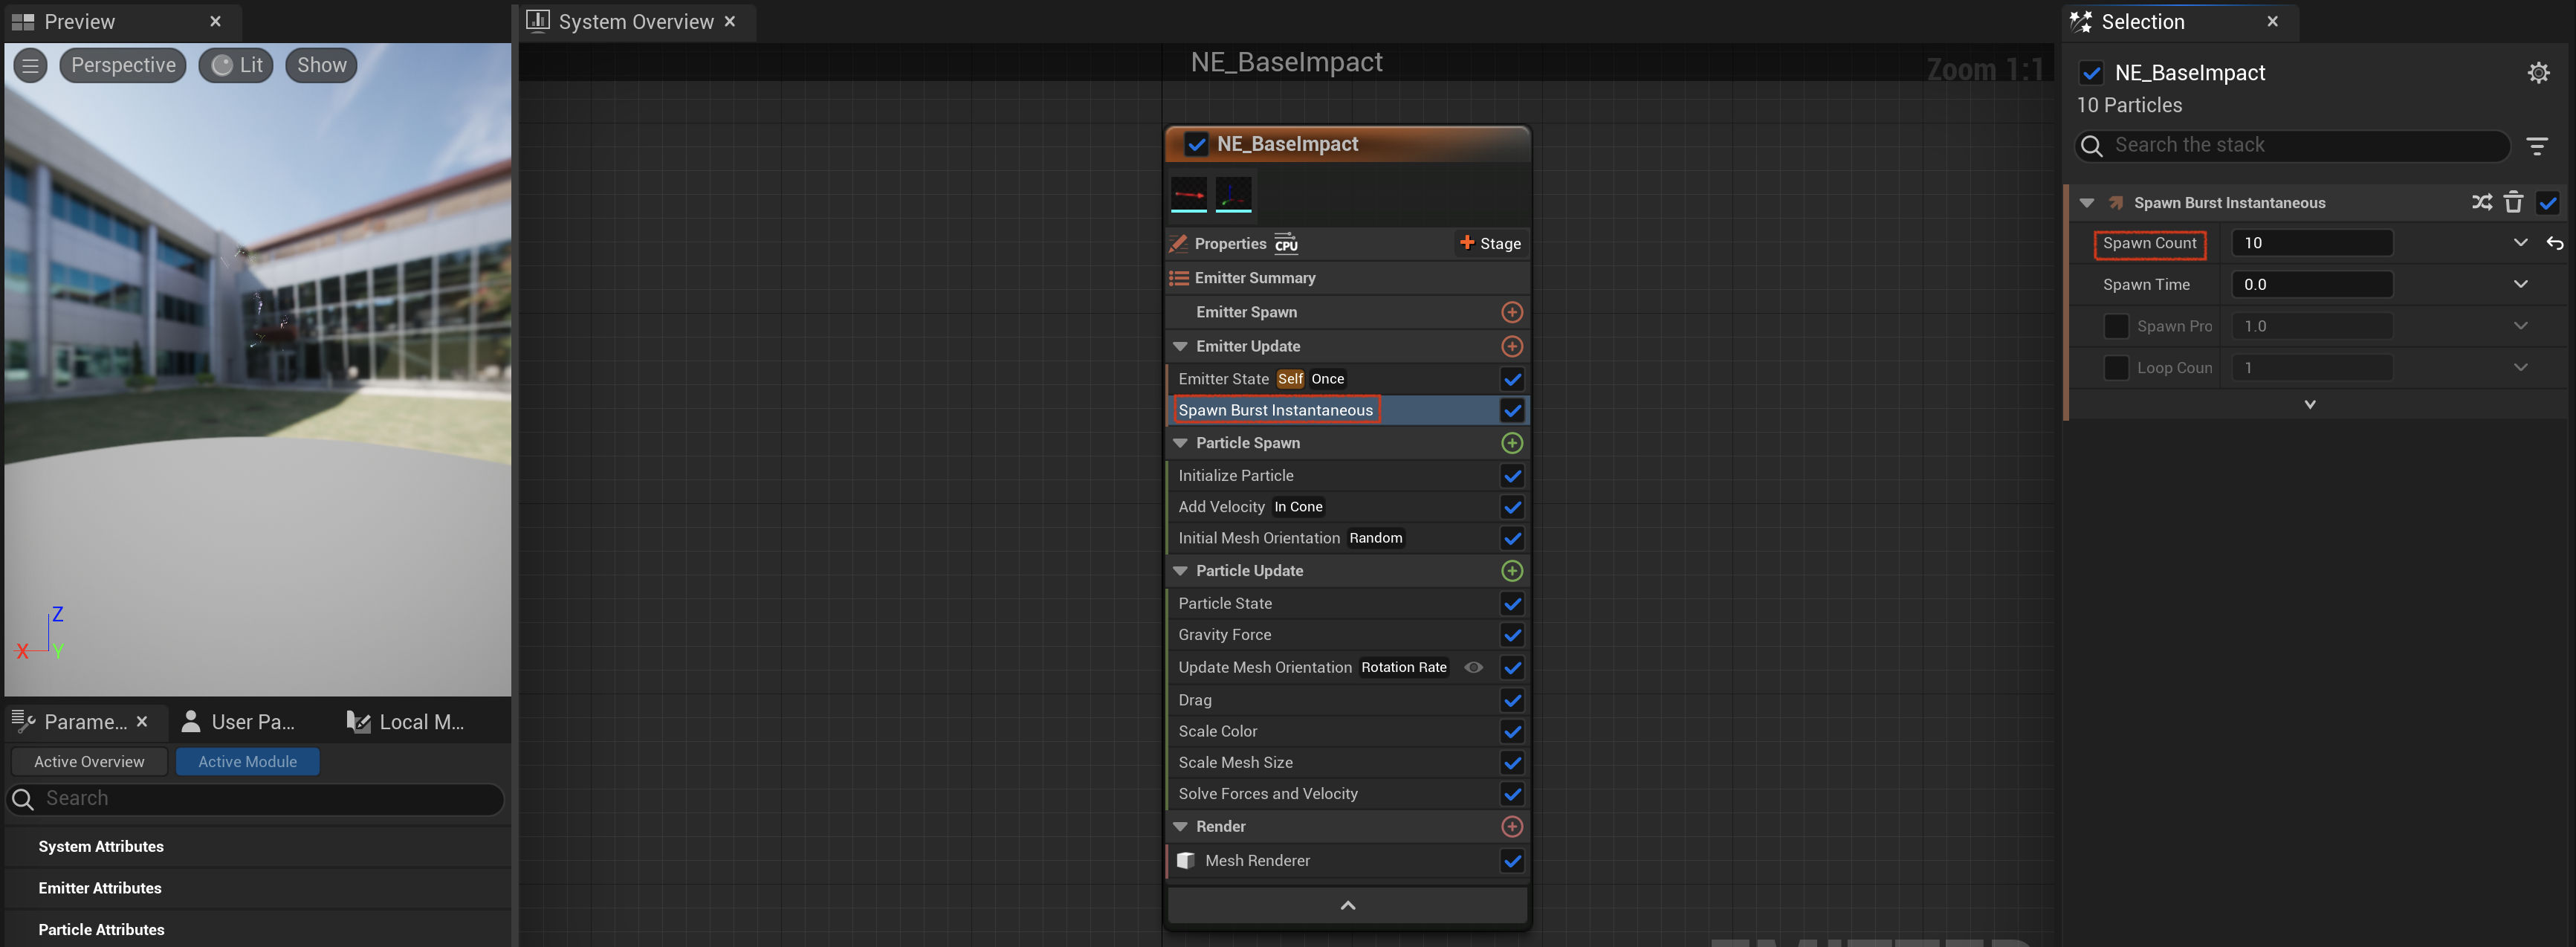 Preview
System Overview
Selection
Perspective
Lit
Show
NE_BaseImpact
Zoom 1:1
NE_BaseImpact
10 Particles
Search the stack
NE_BaseImpact
Spawn Burst Instantaneous
Properties CPU Stage
Spawn Count 10
Emitter Summary
Spawn Time 0.0
Emitter Spawn
Spawn Pro 1.0
Emitter Update
Loop Coun 1
Emitter State Self Once
Spawn Burst Instantaneous
Particle Spawn
Initialize Particle
Add Velocity In Cone
Initial Mesh Orientation Random
Particle Update
Particle State
Gravity Force
Update Mesh Orientation Rotation Rate
Drag
Scale Color
Scale Mesh Size
Solve Forces and Velocity
Render
Mesh Renderer
Z
X
Y
Parame...
User Pa...
Local M...
Active Overview
Active Module
Search
System Attributes
Emitter Attributes
Particle Attributes